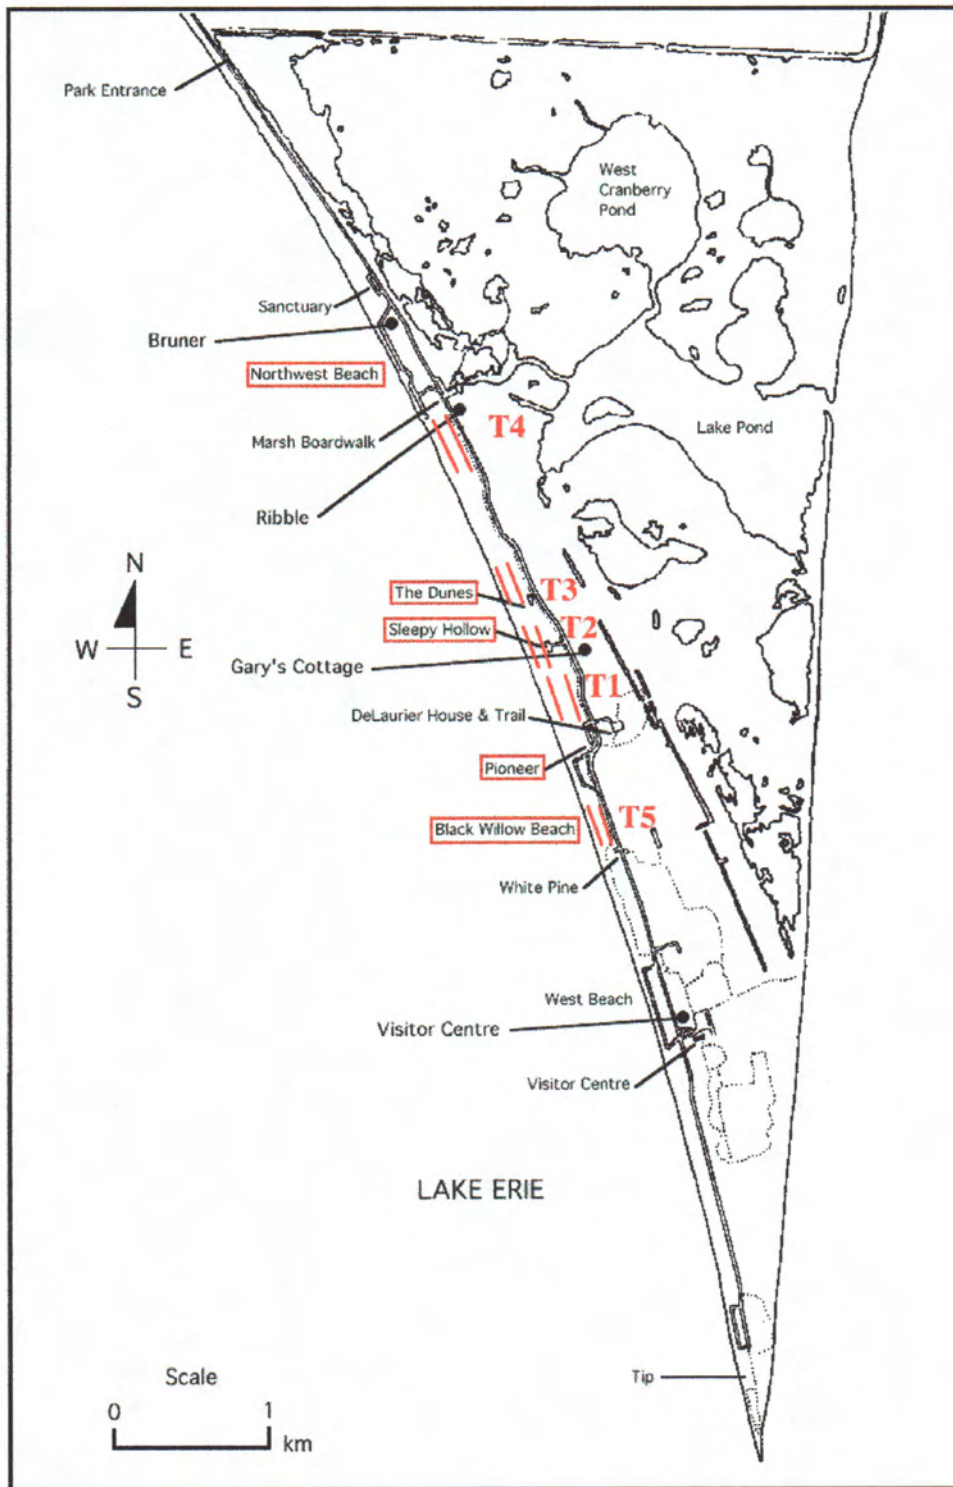 Park Entrance
West
Cranberry
Pond
Sanctuary
Bruner
Northwest Beach
Marsh Boardwalk
T4
Lake Pond
Ribble
N
W
E
S
The Dunes
T3
Sleepy Hollow
T2
Gary's Cottage
T1
DeLaurier House & Trail
Pioneer
Black Willow Beach
T5
White Pine
West Beach
Visitor Centre
Visitor Centre
LAKE ERIE
Scale
0 1
km
Tip